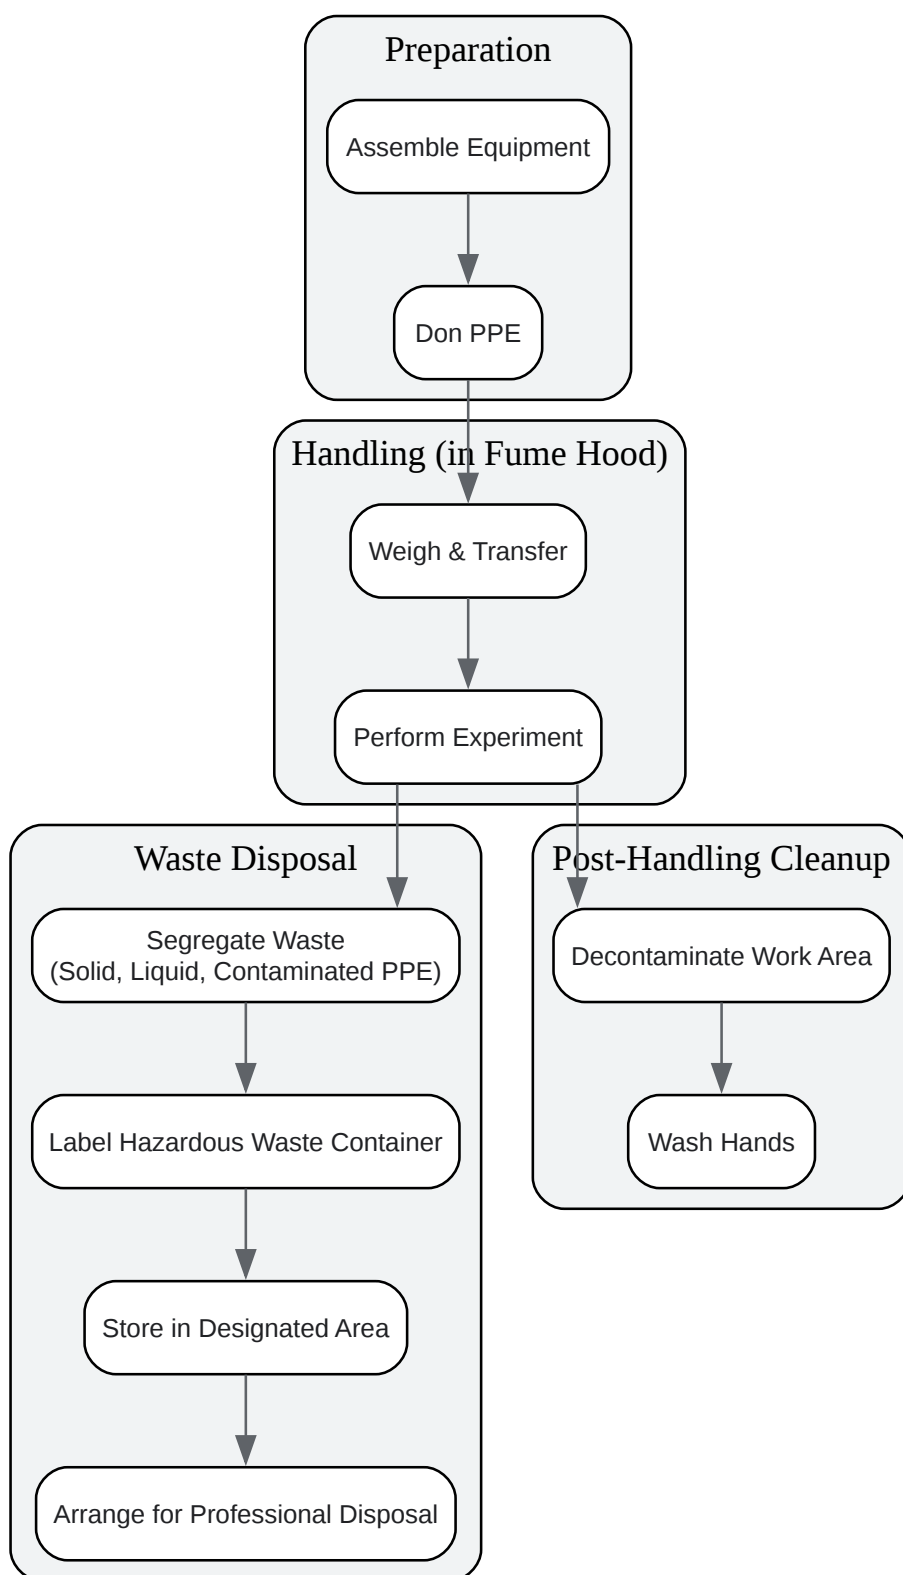 Preparation
Assemble Equipment
Don PPE
Handling (in Fume Hood)
Weigh & Transfer
Perform Experiment
Waste Disposal
Segregate Waste
(Solid, Liquid, Contaminated PPE)
Label Hazardous Waste Container
Store in Designated Area
Arrange for Professional Disposal
Post-Handling Cleanup
Decontaminate Work Area
Wash Hands